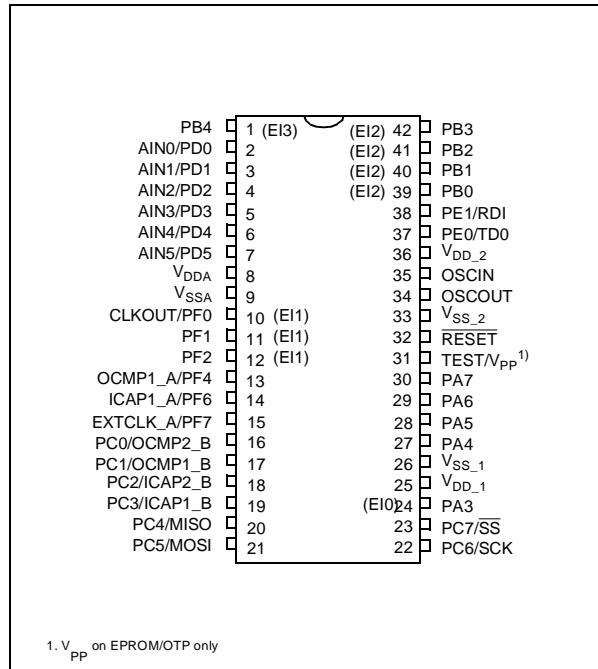 PB4 1 (EI3) (EI2) 42 PB3
AIN0/PD0 2 (EI2) 41 PB2
AIN1/PD1 3 (EI2) 40 PB1
AIN2/PD2 4 (EI2) 39 PB0
AIN3/PD3 5 38 PE1/RDI
AIN4/PD4 6 37 PE0/TD0
AIN5/PD5 7 36 VDD_2
VDDA 8 35 OSCIN
VSSA 9 34 OSCOUT
CLKOUT/PF0 10 (EI1) 33 VSS_2
PF1 11 (EI1) 32 RESET
PF2 12 (EI1) 31 TEST/VPP1)
OCMP1_A/PF4 13 30 PA7
ICAP1_A/PF6 14 29 PA6
EXTCLK_A/PF7 15 28 PA5
PC0/OCMP2_B 16 27 PA4
PC1/OCMP1_B 17 26 VSS_1
PC2/ICAP2_B 18 25 VDD_1
PC3/ICAP1_B 19 (EI0) 24 PA3
PC4/MISO 20 23 PC7/SS
PC5/MOSI 21 22 PC6/SCK
1. VPP on EPROM/OTP only